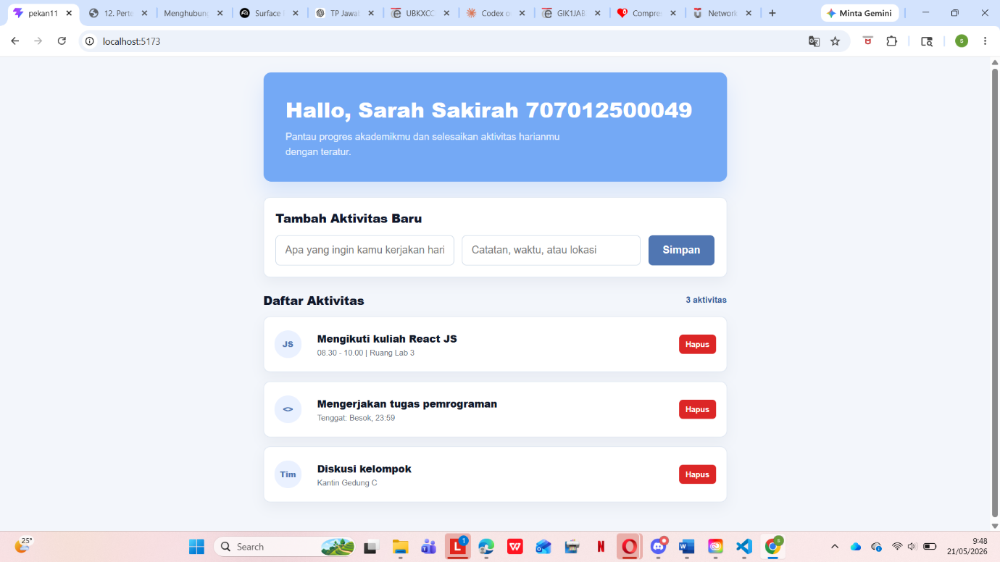 pekan11
12. Perte
Menghubung
Surface
TP Jawa
UBKXCC
Codex o
GIK1JAB
Compres
Network
Minta Gemini
localhost:5173
S
Hallo, Sarah Sakirah 707012500049
Pantau progres akademikmu dan selesaikan aktivitas harianmu
dengan teratur.
Tambah Aktivitas Baru
Apa yang ingin kamu kerjakan hari
Catatan, waktu, atau lokasi
Simpan
Daftar Aktivitas
3 aktivitas
JS
Mengikuti kuliah React JS
08.30 - 10.00 | Ruang Lab 3
Hapus
<>
Mengerjakan tugas pemrograman
Tenggat: Besok, 23:59
Hapus
Tim
Diskusi kelompok
Kantin Gedung C
Hapus
25°
Search
L
1
N
9:48
21/05/2026